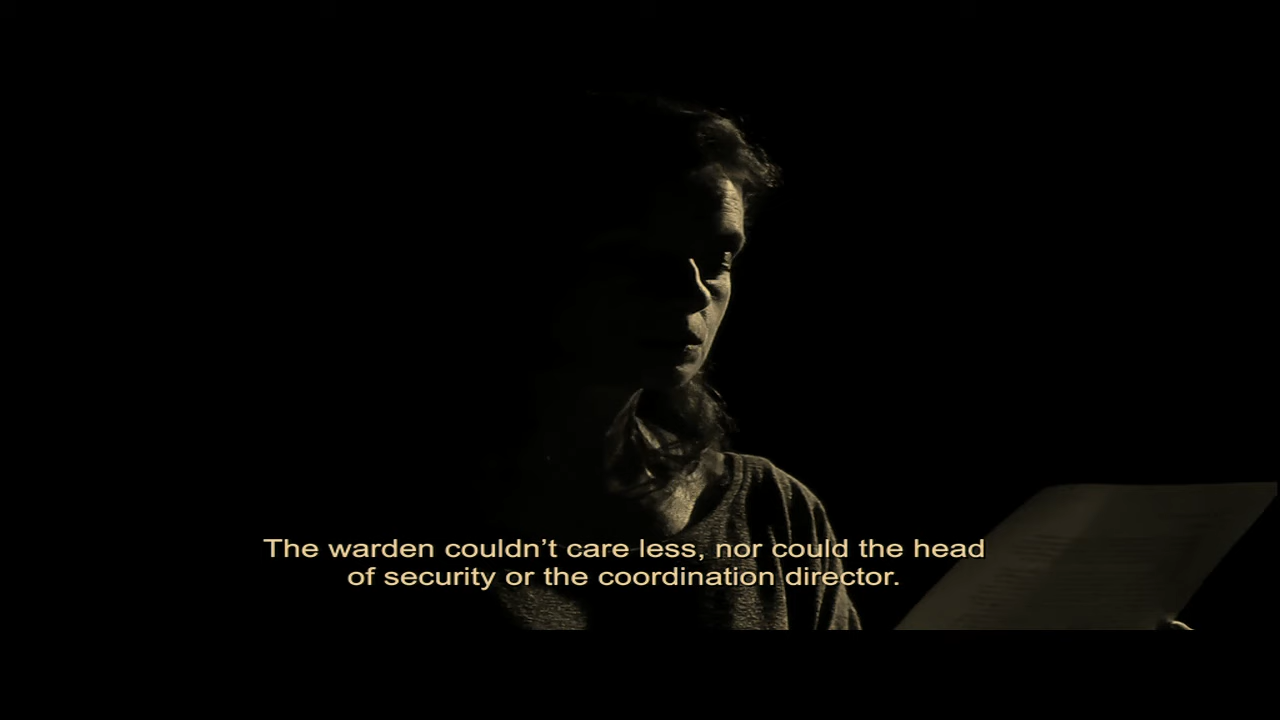 The warden couldn’t care less, nor could the head
of security or the coordination director.